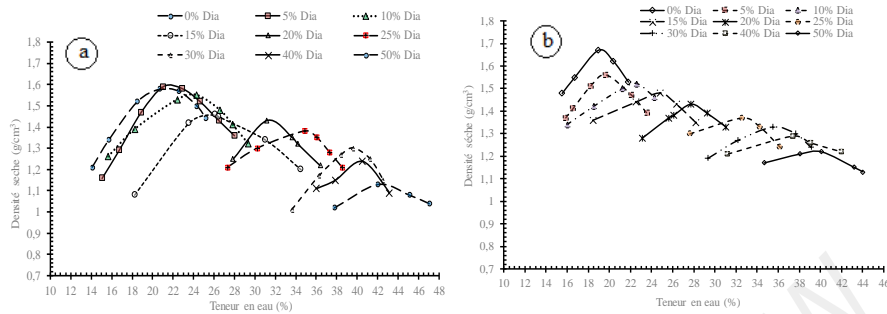 0% Dia 5% Dia 10% Dia
15% Dia 20% Dia 25% Dia
30% Dia 40% Dia 50% Dia
a
1,8
1,7
1,6
1,5
1,4
1,3
1,2
1,1
1
0,9
0,8
0,7
Densité seche (g/cm³)
10 12 14 16 18 20 22 24 26 28 30 32 34 36 38 40 42 44 46 48
Teneur en eau (%)
0% Dia 5% Dia 10% Dia
15% Dia 20% Dia 25% Dia
30% Dia 40% Dia 50% Dia
b
1,8
1,7
1,6
1,5
1,4
1,3
1,2
1,1
1
0,9
0,8
0,7
Densité séche (g/cm³)
10 12 14 16 18 20 22 24 26 28 30 32 34 36 38 40 42 44 46
Teneur en eau (%)